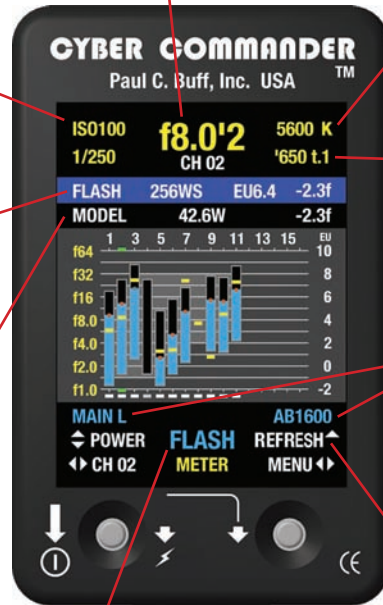 CYBER COMMANDER
TM
Paul C. Buff, Inc. USA
ISO100 f8.0'2 5600 K
1/250 CH 02 '650 t.1
FLASH 256WS EU6.4 -2.3f
MODEL 42.6W -2.3f
1 3 5 7 9 11 13 15 EU
f64 10
f32 8
f16 6
f8.0 4
f4.0 2
f2.0 0
f1.0 -2
MAIN L AB1600
POWER FLASH REFRESH
CH 02 METER MENU
CE